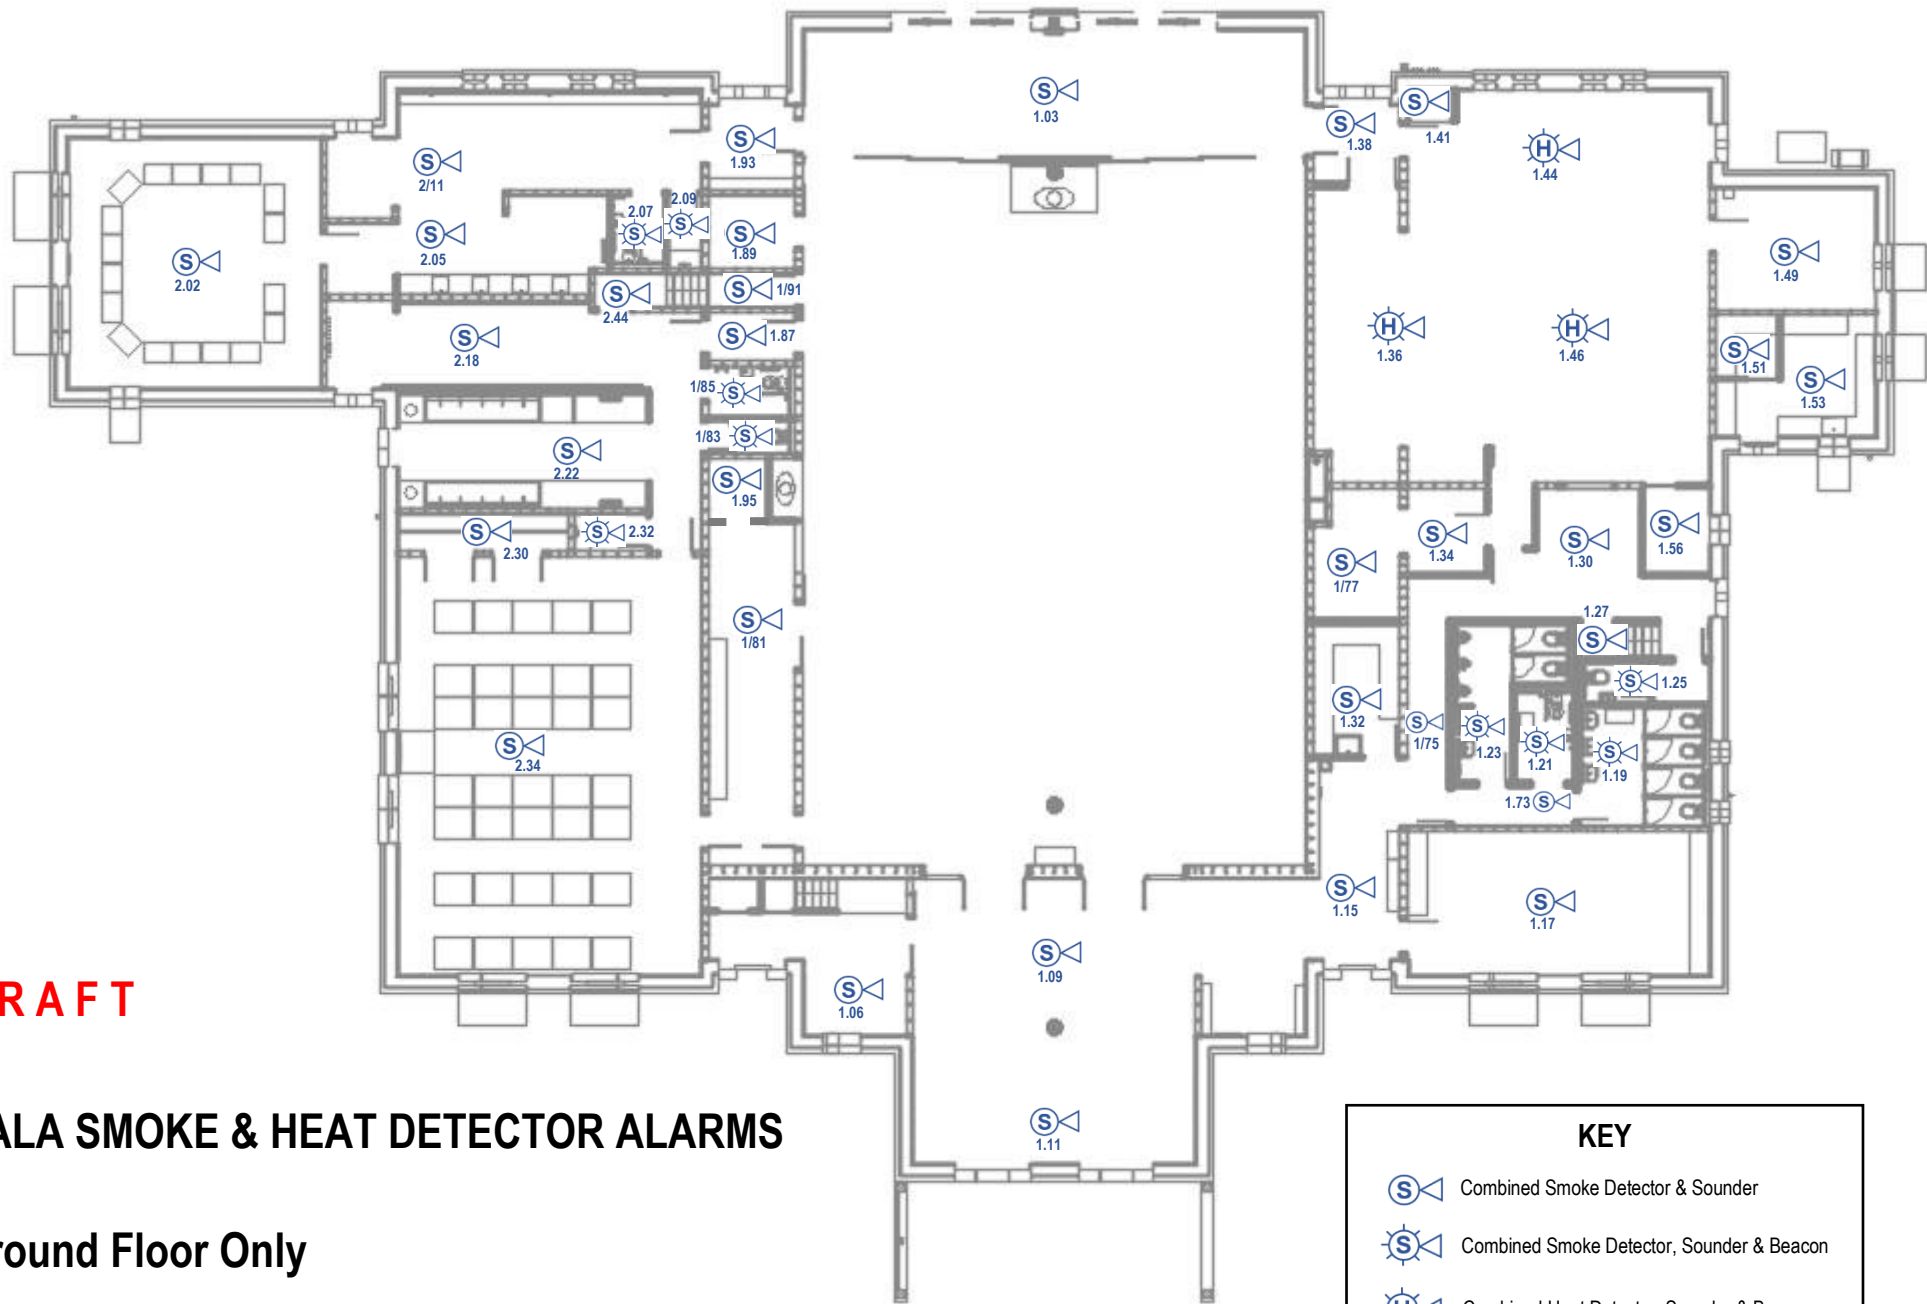 S 1.03
S 1.41
S 1.38
S 1.93
H 1.44
S 2/11
2.09
2.07 S
S
S 1.89
S 2.05
S 1.49
S 2.02
S 1/91
S 2.44
H 1.36
H 1.46
S 1.87
S 2.18
S 1.51
S 1.53
1/85 S
1/83 S
S 2.22
S 1.95
S 2.30
S 2.32
S 1.34
S 1.30
S 1.56
S 1/77
S 1/81
1.27
S
S 1.25
S 1.32
S 1/75
S 1.23
S 1.21
S 1.19
S 2.34
1.73 S
S 1.15
S 1.17
S 1.09
S 1.06
RAFT
S 1.11
ALA SMOKE & HEAT DETECTOR ALARMS
round Floor Only
KEY
S Combined Smoke Detector & Sounder
S Combined Smoke Detector, Sounder & Beacon
H Combined Heat Detector, Sounder & Beacon